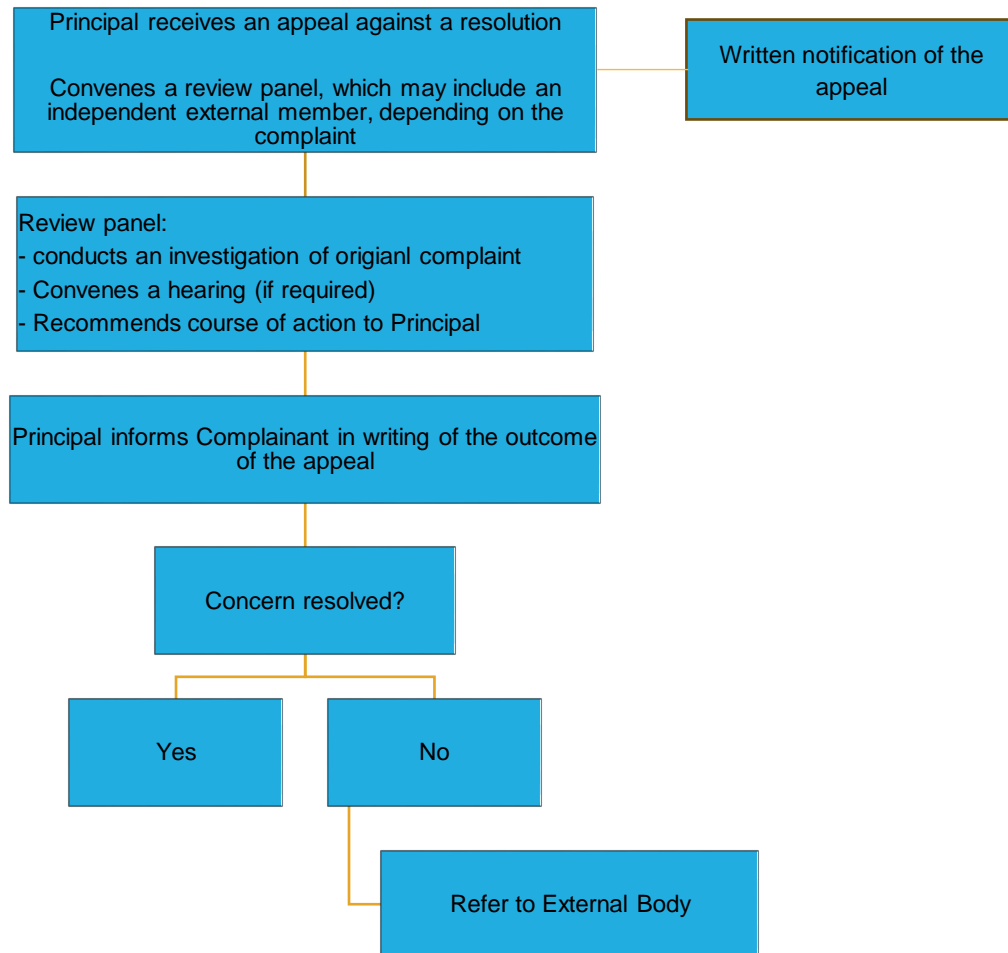 Principal receives an appeal against a resolution
Convenes a review panel, which may include an
independent external member, depending on the
complaint
Written notification of the
appeal
Review panel:
- conducts an investigation of origianl complaint
- Convenes a hearing (if required)
- Recommends course of action to Principal
Principal informs Complainant in writing of the outcome
of the appeal
Concern resolved?
Yes
No
Refer to External Body